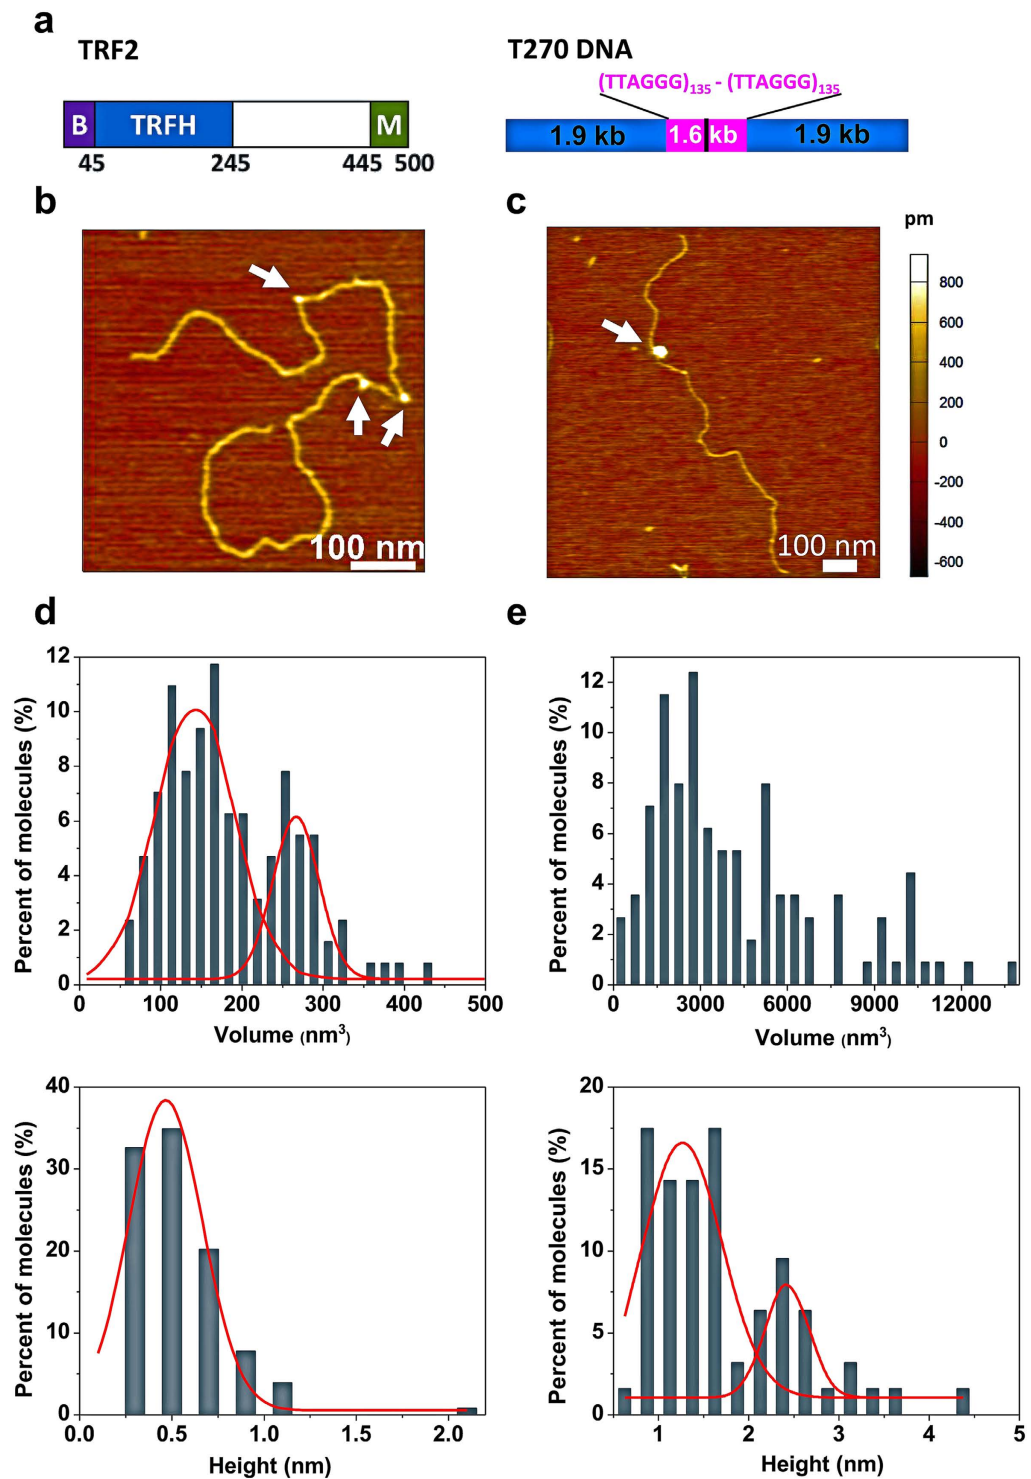 a
TRF2
T270 DNA
(TTAGGG)135 - (TTAGGG)135
B TRFH M
45 245 445 500
1.9 kb 1.6 kb 1.9 kb
b
c
pm
800
600
400
200
0
-200
-400
-600
100 nm
100 nm
d
e
Percent of molecules (%)
12
10
8
6
4
2
0
0 100 200 300 400 500
Volume (nm3)
Percent of molecules (%)
12
10
8
6
4
2
0
0 3000 6000 9000 12000
Volume (nm3)
Percent of molecules (%)
40
30
20
10
0
0.0 0.5 1.0 1.5 2.0
Height (nm)
Percent of molecules (%)
20
15
10
5
0
1 2 3 4 5
Height (nm)